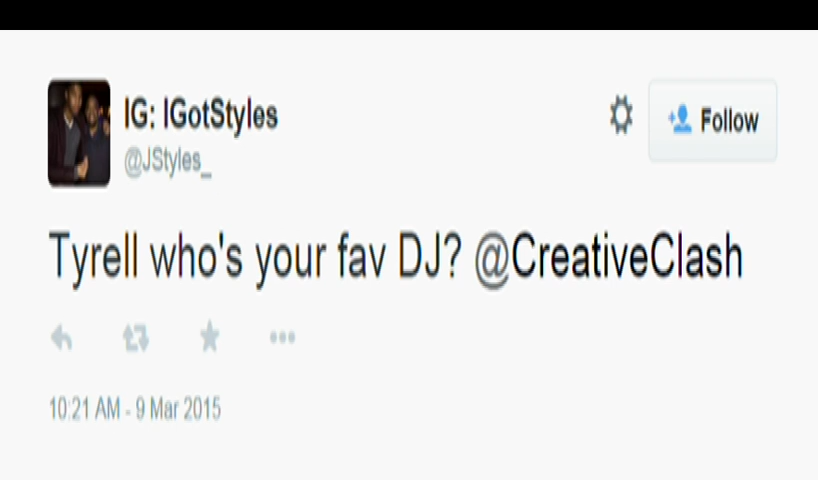 IG: IGotStyles
@JStyles_
Follow
Tyrell who's your fav DJ? @CreativeClash
10:21 AM - 9 Mar 2015